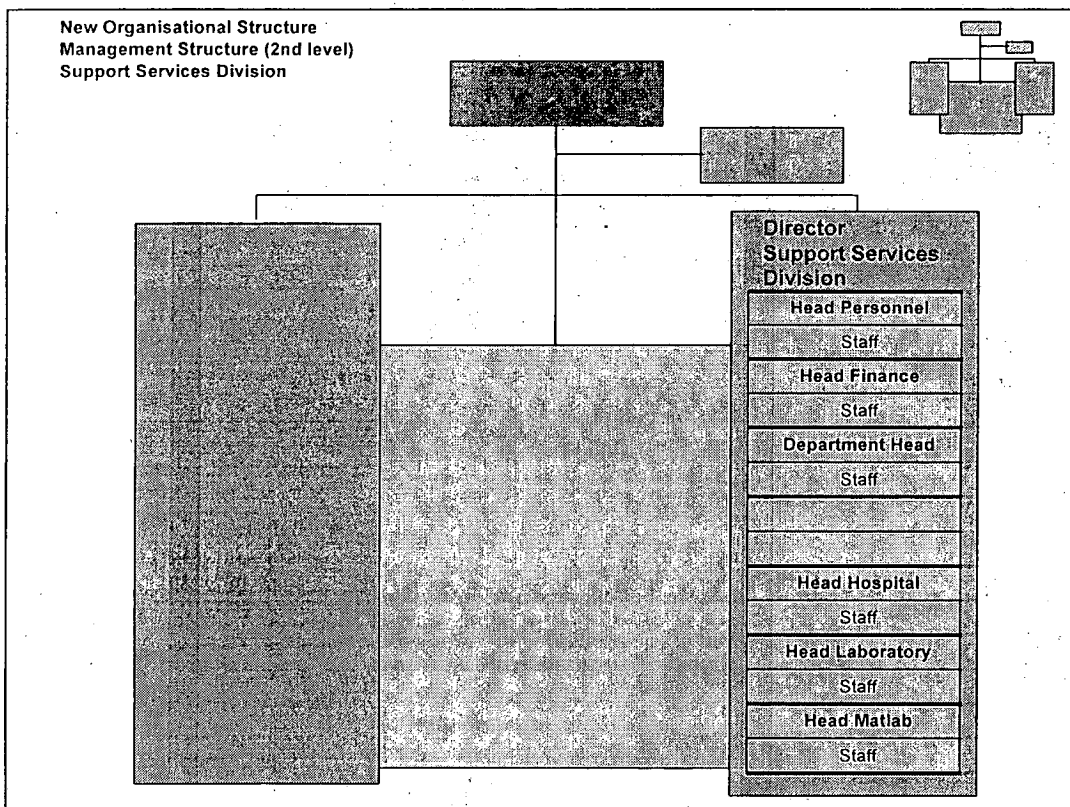 New Organisational Structure
Management Structure (2nd level)
Support Services Division
Director
Support Services
Division
Head Personnel
Staff
Head Finance
Staff
Department Head
Staff
Head Hospital
Staff
Head Laboratory
Staff
Head Matlab
Staff